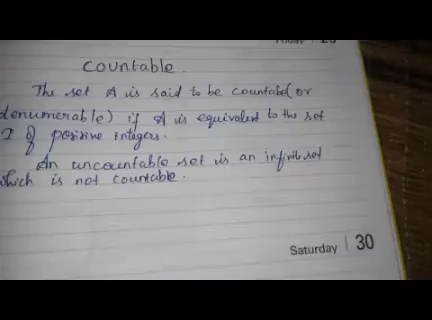 countable.
The set A is said to be countabl(or
denumerable) if A is equivalent to the set
I of positive integers.
An uncountable set is an infinite set
which is not countable.
Saturday 30